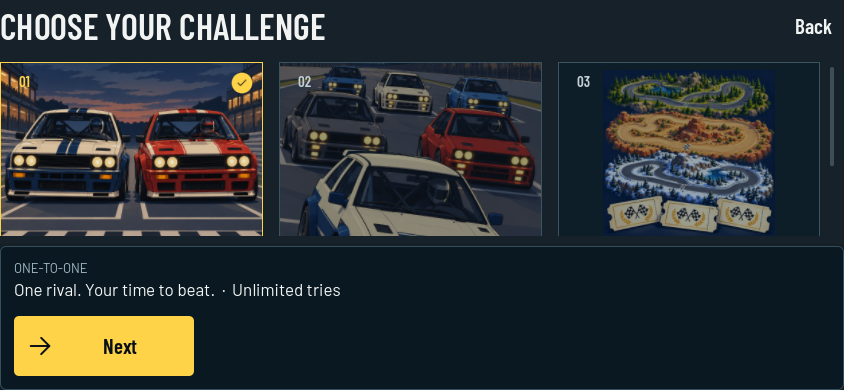 CHOOSE YOUR CHALLENGE
Back
01
02
03
ONE-TO-ONE
One rival. Your time to beat. · Unlimited tries
Next